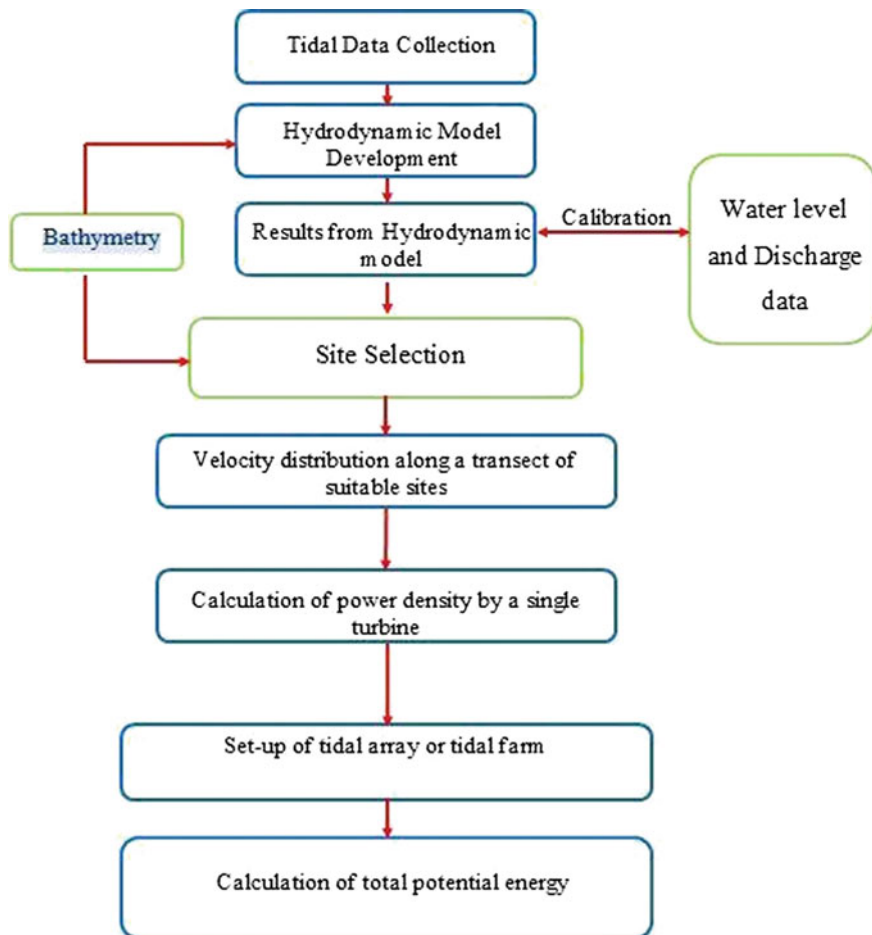 Tidal Data Collection
Hydrodynamic Model
Development
Bathymetry
Results from Hydrodynamic
model
Calibration
Water level
and Discharge
data
Site Selection
Velocity distribution along a transect of
suitable sites
Calculation of power density by a single
turbine
Set-up of tidal array or tidal farm
Calculation of total potential energy